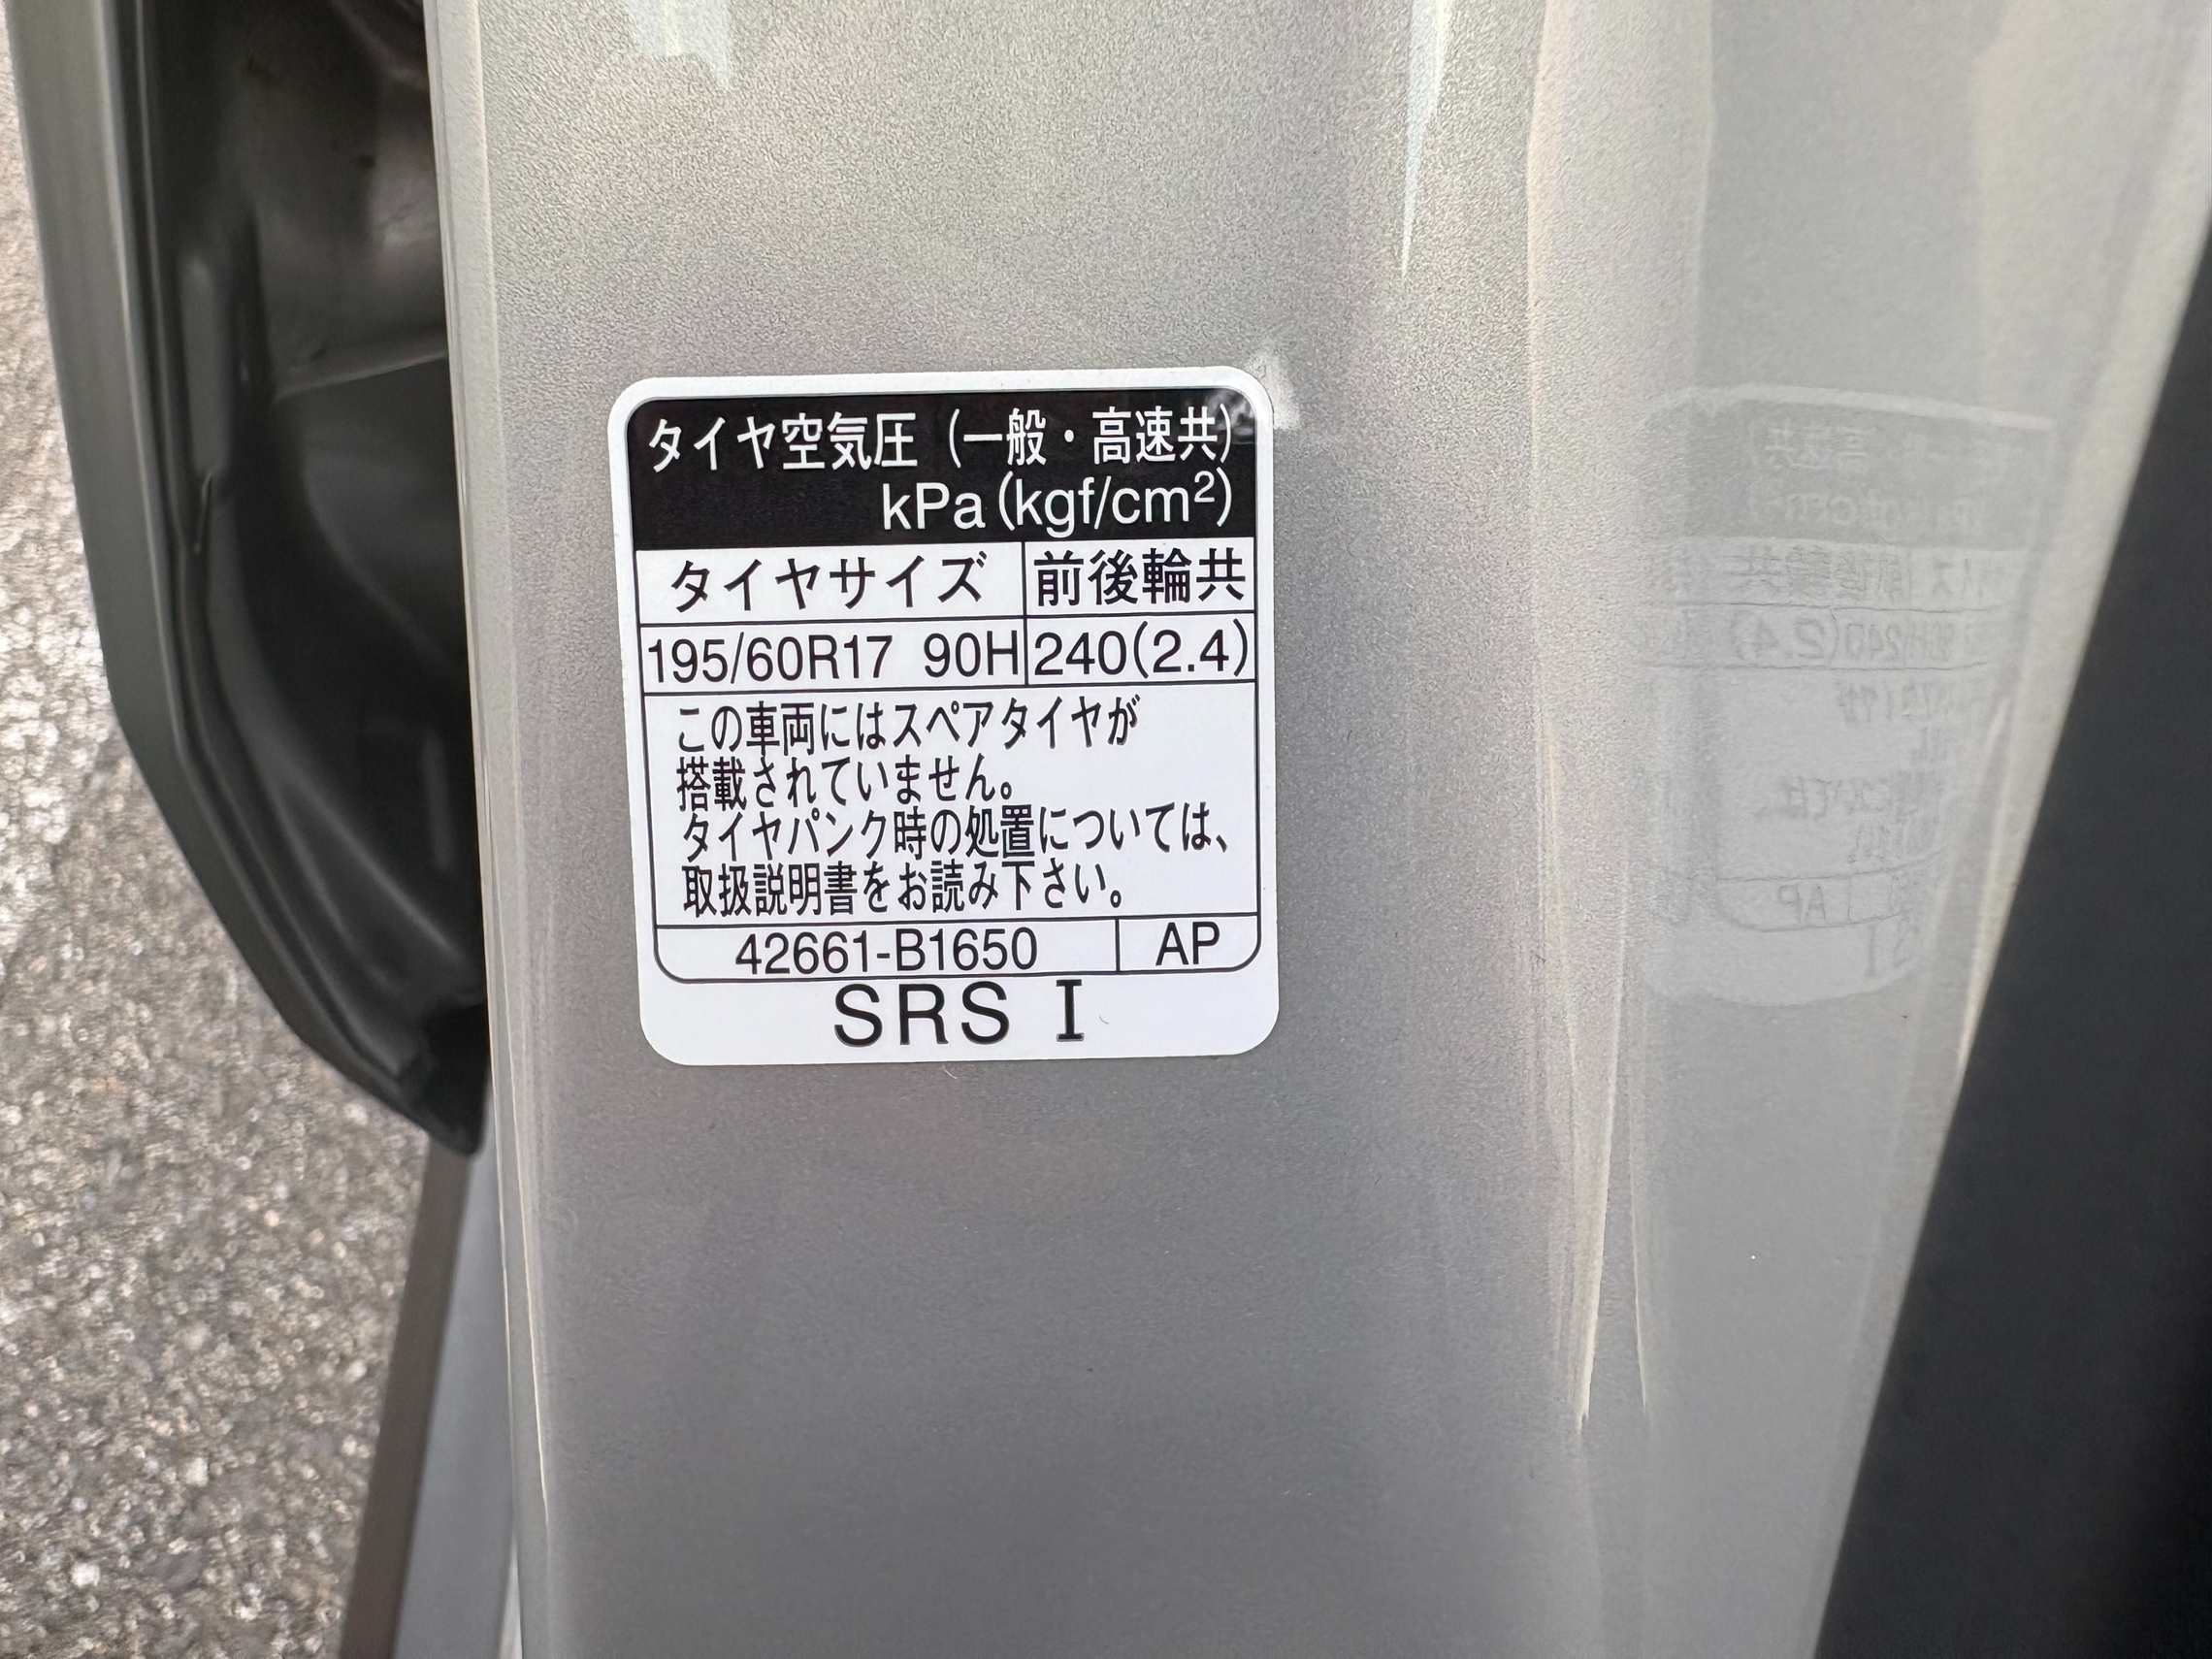 タイヤ空気圧（一般・高速共）
kPa(kgf/cm²)
タイヤサイズ 前後輪共
195/60R17 90H 240(2.4)
この車両にはスペアタイヤが
搭載されていません。
タイヤパンク時の処置については、
取扱説明書をお読み下さい。
42661-B1650 AP
SRS I